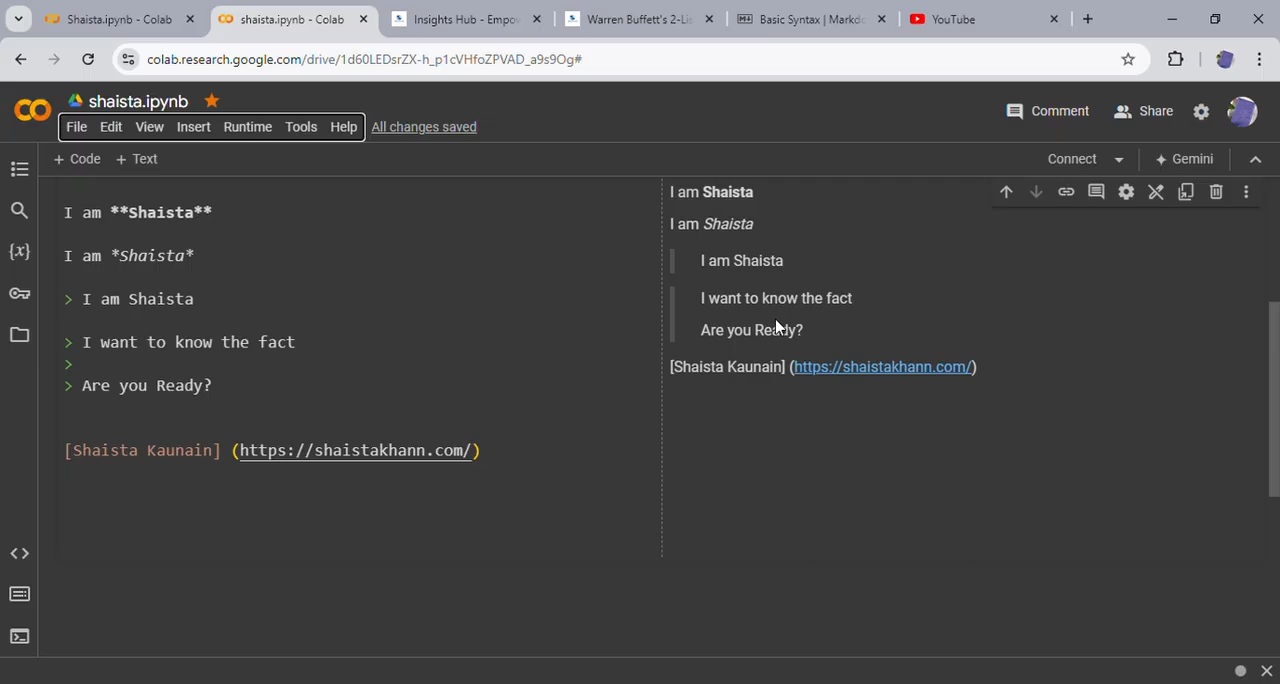 Shaista.ipynb - Colab
shaista.ipynb - Colab
Insights Hub - Empow
Warren Buffett's 2-Lis
Basic Syntax | Markdo
YouTube
colab.research.google.com/drive/1d60LEDsrZX-h_p1cVHfoZPVAD_a9s9Og#
CO
shaista.ipynb
File Edit View Insert Runtime Tools Help All changes saved
Comment
Share
+ Code + Text
Connect
Gemini
I am **Shaista**
I am *Shaista*
> I am Shaista
> I want to know the fact
>
> Are you Ready?
[Shaista Kaunain] (https://shaistakhann.com/)
I am Shaista
I am Shaista
I am Shaista
I want to know the fact
Are you Ready?
[Shaista Kaunain] (https://shaistakhann.com/)